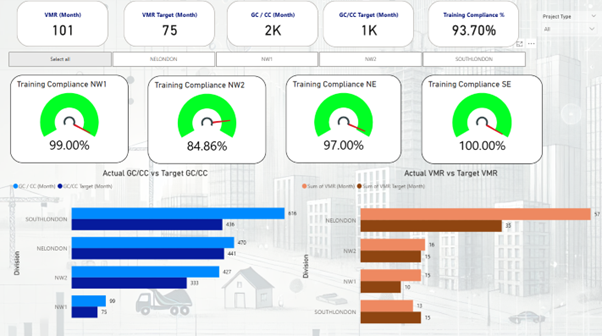 VMR (Month)
101
VMR Target (Month)
75
GC / CC (Month)
2K
GC/CC Target (Month)
1K
Training Compliance %
93.70%
Project Type
All
Select all
NELONDON
NW1
NW2
SOUTHLONDON
Training Compliance NW1
99.00%
Training Compliance NW2
84.86%
Training Compliance NE
97.00%
Training Compliance SE
100.00%
Actual GC/CC vs Target GC/CC
GC / CC (Month) GC/CC Target (Month)
Division
SOUTHLONDON
618
436
NELONDON
470
441
NW2
427
333
NW1
99
75
Actual VMR vs Target VMR
Sum of VMR (Month) Sum of VMR Target (Month)
Division
NELONDON
57
35
NW2
16
15
NW1
15
10
SOUTHLONDON
13
15